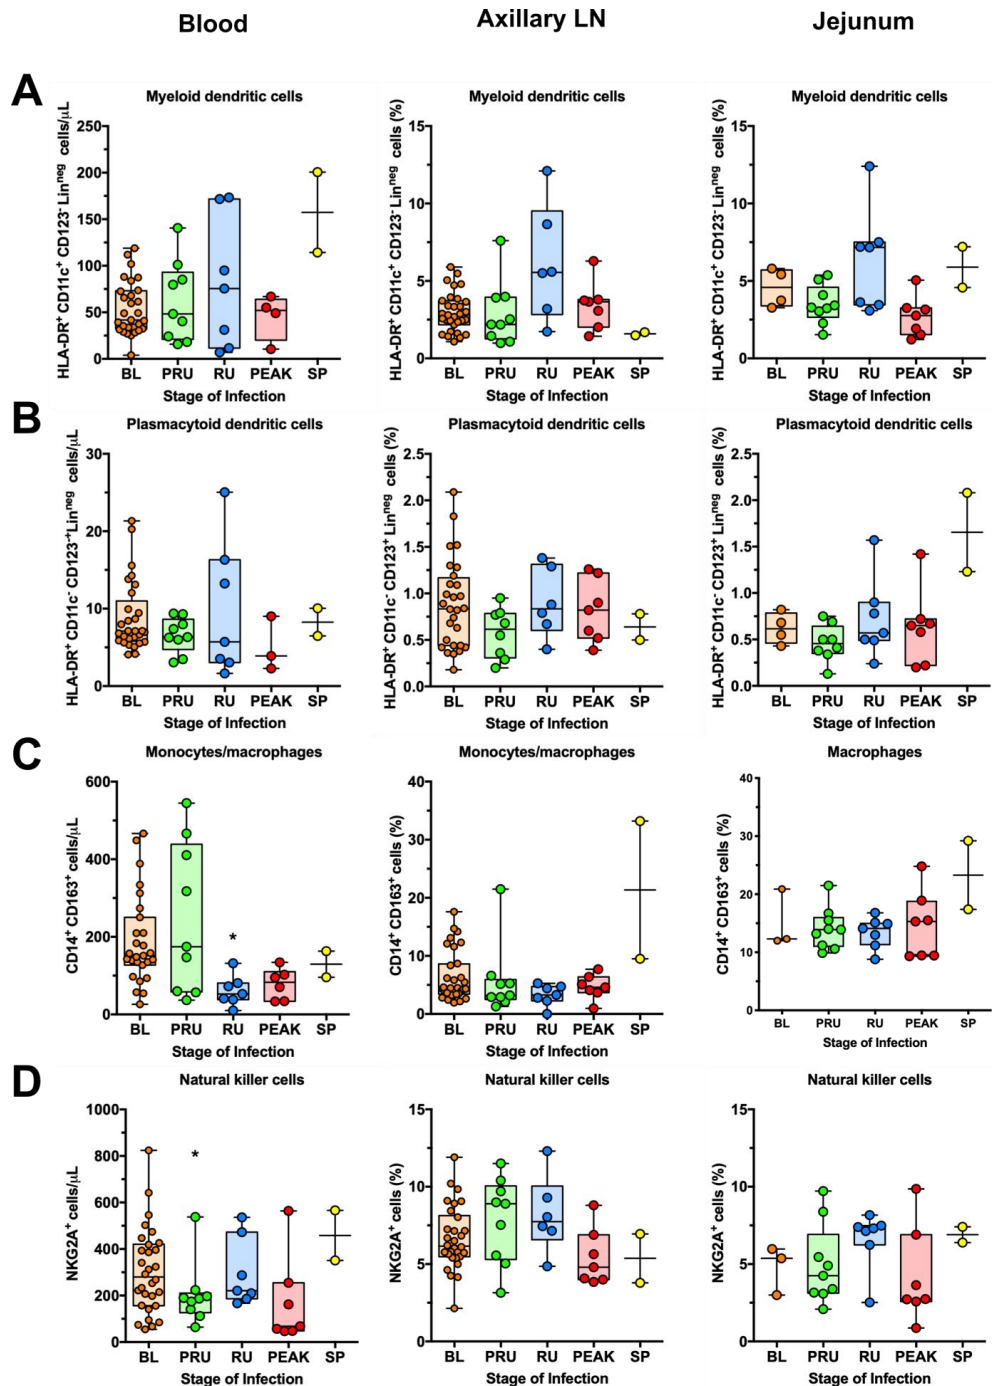 Blood Axillary LN Jejunum
A
Myeloid dendritic cells
HLA-DR⁺ CD11c⁺ CD123⁻ Linⁿᵉᵍ cells/μL
250
200
150
100
50
0
BL PRU RU PEAK SP
Stage of Infection
Myeloid dendritic cells
HLA-DR⁺ CD11c⁺ CD123⁻ Linⁿᵉᵍ cells (%)
15
10
5
0
BL PRU RU PEAK SP
Stage of Infection
Myeloid dendritic cells
HLA-DR⁺ CD11c⁺ CD123⁻ Linⁿᵉᵍ cells (%)
15
10
5
0
BL PRU RU PEAK SP
Stage of Infection
B
Plasmacytoid dendritic cells
HLA-DR⁺ CD11c⁻ CD123⁻⁺Linⁿᵉᵍ cells/μL
30
20
10
0
BL PRU RU PEAK SP
Stage of Infection
Plasmacytoid dendritic cells
HLA-DR⁺ CD11c⁻ CD123⁺ Linⁿᵉᵍ cells (%)
2.5
2.0
1.5
1.0
0.5
0.0
BL PRU RU PEAK SP
Stage of Infection
Plasmacytoid dendritic cells
HLA-DR⁺ CD11c⁻ CD123⁺ Linⁿᵉᵍ cells (%)
2.5
2.0
1.5
1.0
0.5
0.0
BL PRU RU PEAK SP
Stage of Infection
C
Monocytes/macrophages
CD14⁺ CD163⁺ cells/μL
600
400
200
0
*
BL PRU RU PEAK SP
Stage of Infection
Monocytes/macrophages
CD14⁺ CD163⁺ cells (%)
40
30
20
10
0
BL PRU RU PEAK SP
Stage of Infection
Macrophages
CD14⁺ CD163⁺ cells (%)
40
30
20
10
0
BL PRU RU PEAK SP
Stage of Infection
D
Natural killer cells
NKG2A⁺ cells/μL
1000
800
600
400
200
0
*
BL PRU RU PEAK SP
Stage of Infection
Natural killer cells
NKG2A⁺ cells (%)
15
10
5
0
BL PRU RU PEAK SP
Stage of Infection
Natural killer cells
NKG2A⁺ cells (%)
15
10
5
0
BL PRU RU PEAK SP
Stage of Infection